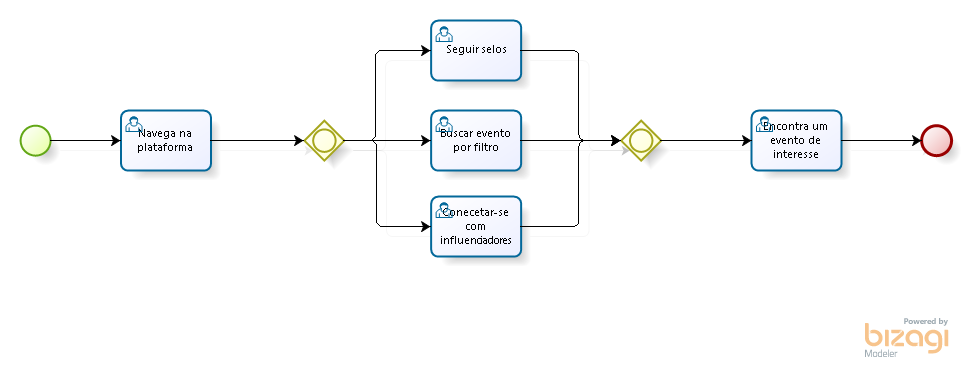 Navega na
plataforma
Seguir selos
Buscar evento
por filtro
Conecetar-se
com
influenciadores
Encontra um
evento de
interesse
Powered by
bizagi
Modeler